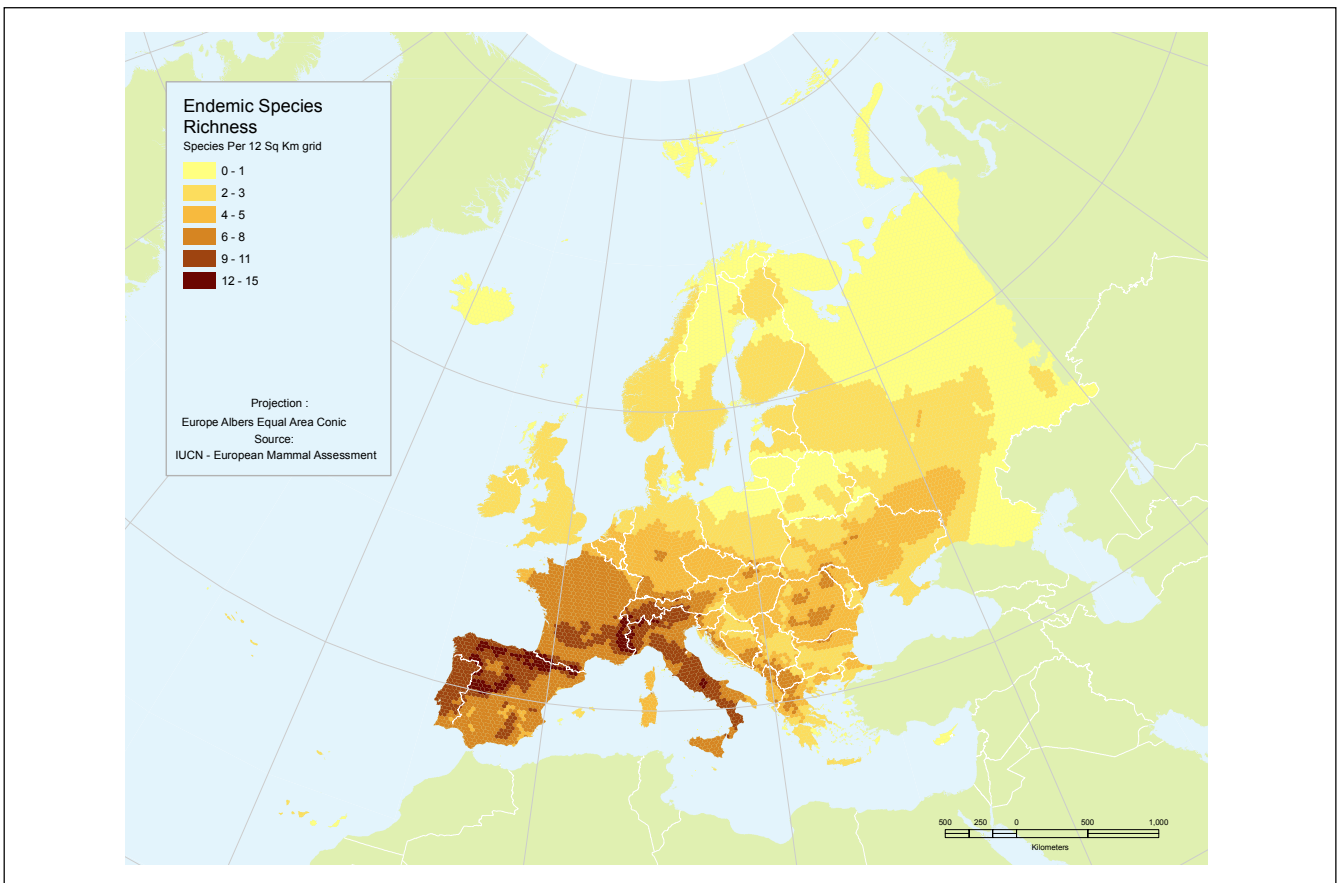 Endemic Species
Richness
Species Per 12 Sq Km grid
0 - 1
2 - 3
4 - 5
6 - 8
9 - 11
12 - 15
Projection :
Europe Albers Equal Area Conic
Source:
IUCN - European Mammal Assessment
500 250 0 500 1,000
Kilometers